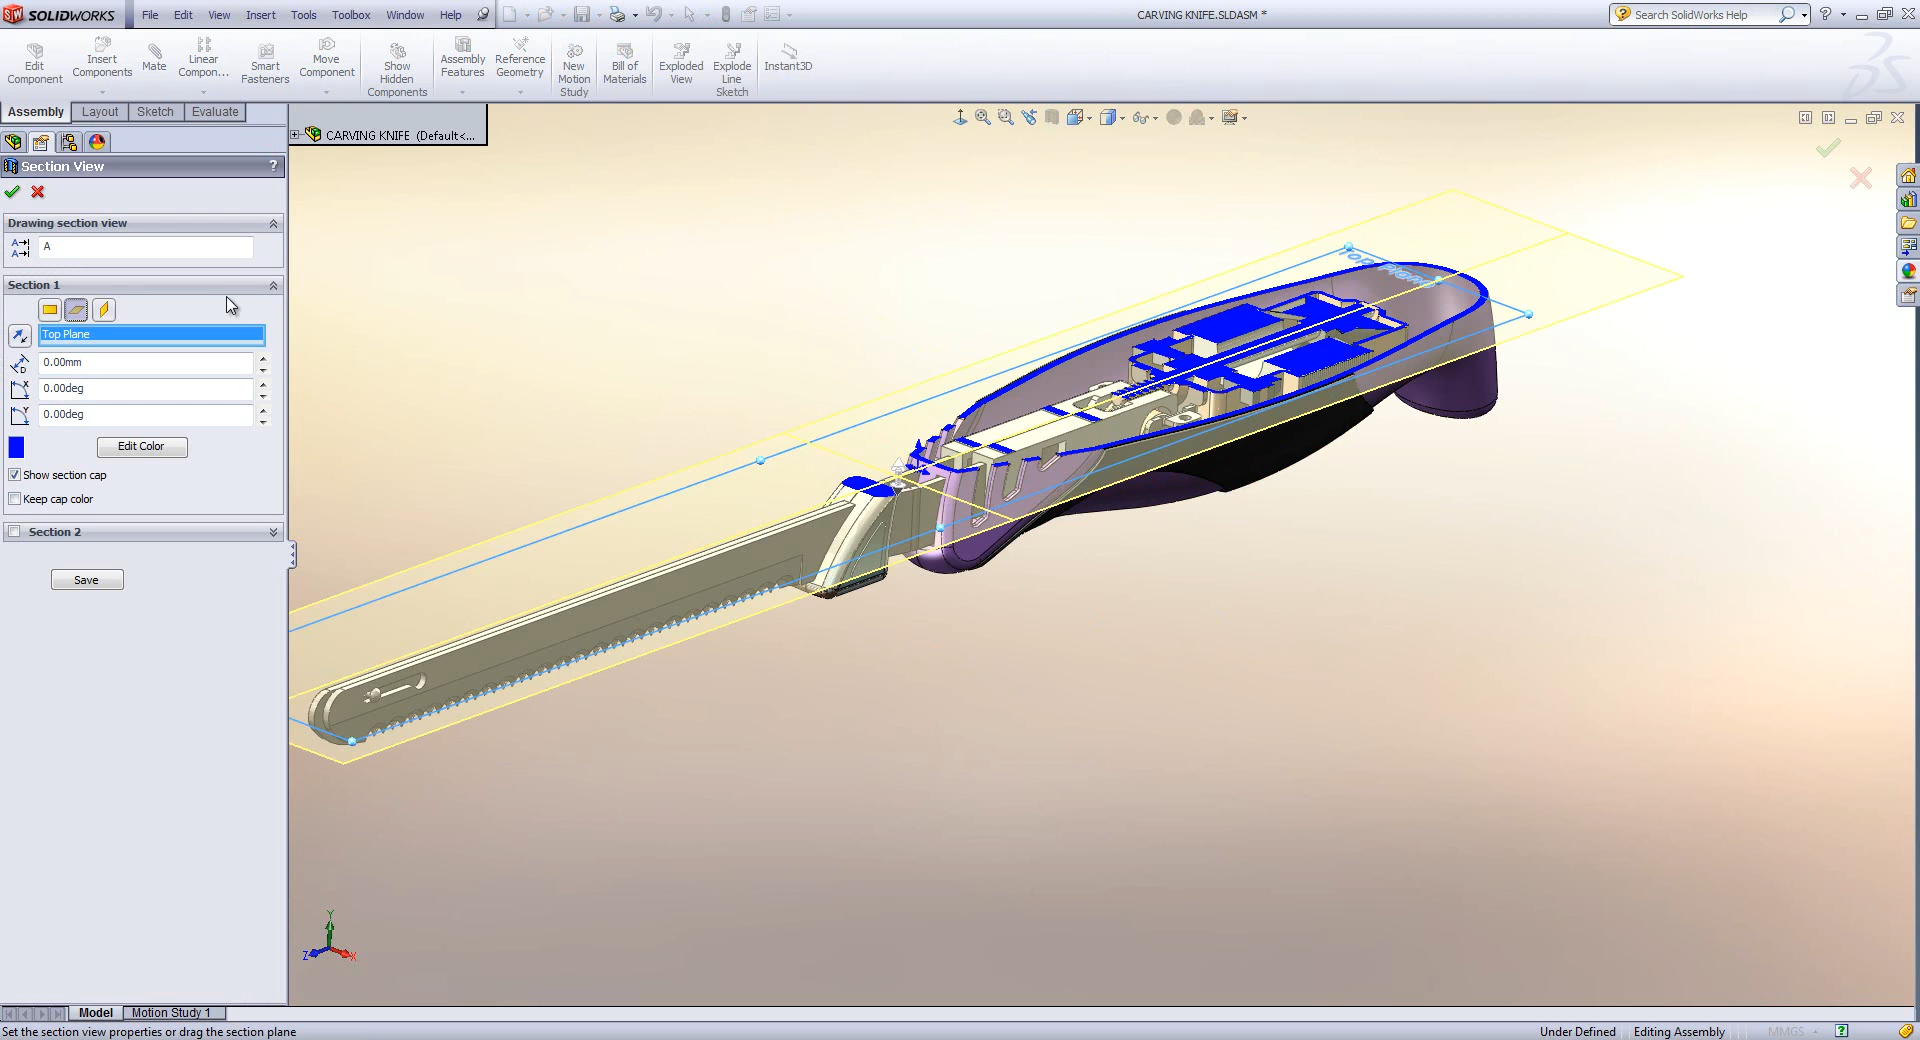 SOLIDWORKS File Edit View Insert Tools Toolbox Window Help
CARVING KNIFE.SLDASM *
Search SolidWorks Help
Edit Component
Insert Components
Mate
Linear Compon...
Smart Fasteners
Move Component
Show Hidden Components
Assembly Features
Reference Geometry
New Motion Study
Bill of Materials
Exploded View
Explode Line Sketch
Instant3D
Assembly Layout Sketch Evaluate
CARVING KNIFE (Default<...
Section View ?
Drawing section view
A
Section 1
Top Plane
0.00mm
0.00deg
0.00deg
Edit Color
Show section cap
Keep cap color
Section 2
Save
Top Plane
Y
Z
X
Model Motion Study 1
Set the section view properties or drag the section plane
Under Defined Editing Assembly MMGS